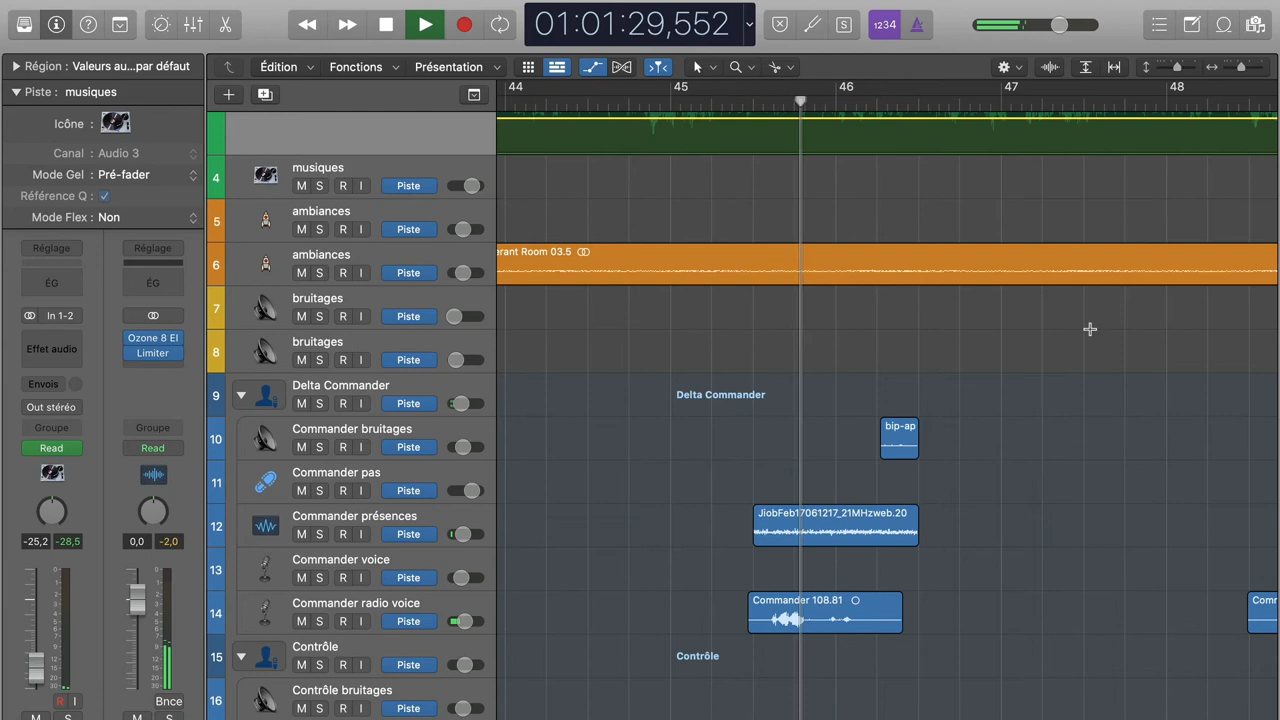 01:01:29,552
1234
Région: Valeurs au...par défaut
Édition
Fonctions
Présentation
Piste : musiques
44 45 46 47 48
Icône :
Canal : Audio 3
Mode Gel : Pré-fader
Référence Q :
Mode Flex : Non
4 musiques
M S R I Piste
5 ambiances
M S R I Piste
6 ambiances
M S R I Piste
erant Room 03.5
7 bruitages
M S R I Piste
8 bruitages
M S R I Piste
9 Delta Commander
M S R I Piste
Delta Commander
10 Commander bruitages
M S R I Piste
bip-ap
11 Commander pas
M S R I Piste
12 Commander présences
M S R I Piste
JiobFeb17061217_21MHzweb.20
13 Commander voice
M S R I Piste
14 Commander radio voice
M S R I Piste
Commander 108.81
Comm
15 Contrôle
M S R I Piste
Contrôle
16 Contrôle bruitages
M S R I Piste
Réglage Réglage
ÉG ÉG
In 1-2
Effet audio
Ozone 8 El
Limiter
Envois
Out stéréo
Groupe Groupe
Read Read
-25,2 -28,5 0,0 -2,0
R I Bnce
M S M S